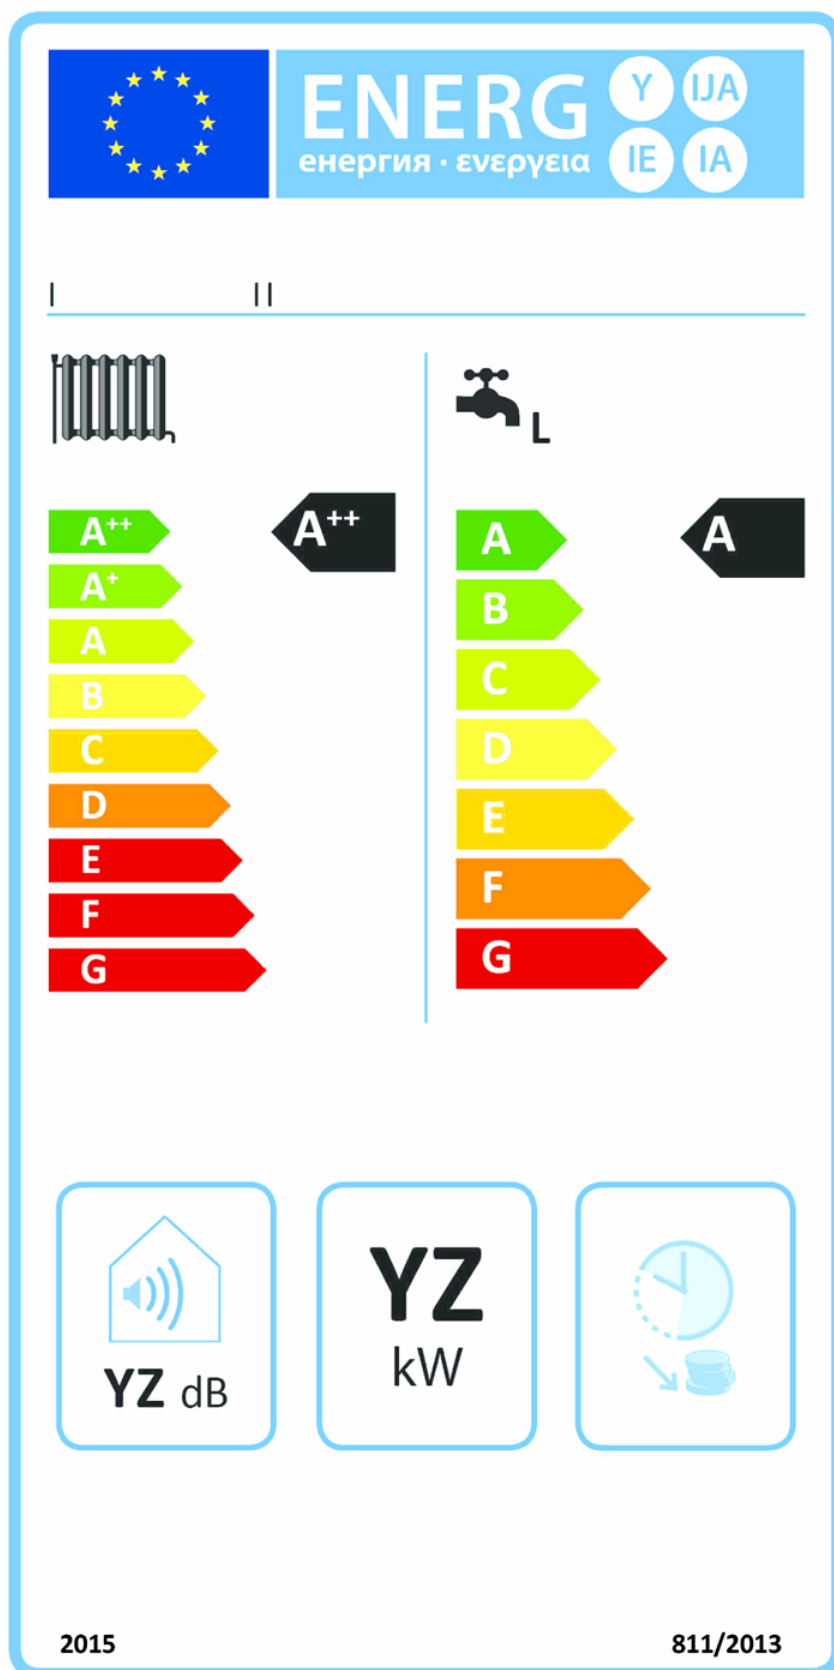 ENERG Y IJA
енергия · ενεργεια IE IA
I II
L
A++ A++
A+
A
B
C
D
E
F
G
A A
B
C
D
E
F
G
YZ dB
YZ
kW
2015 811/2013